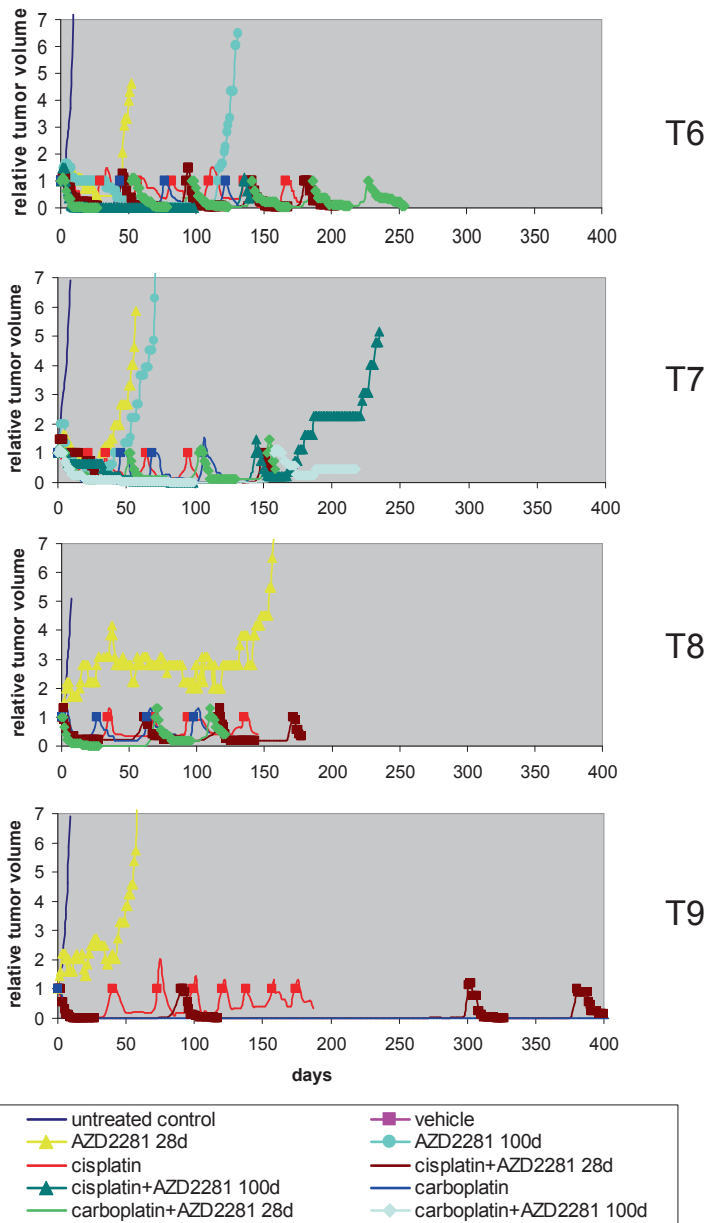 relative tumor volume
7
6
5
4
3
2
1
0
0 50 100 150 200 250 300 350 400
T6
relative tumor volume
7
6
5
4
3
2
1
0
0 50 100 150 200 250 300 350 400
T7
relative tumor volume
7
6
5
4
3
2
1
0
0 50 100 150 200 250 300 350 400
T8
relative tumor volume
7
6
5
4
3
2
1
0
0 50 100 150 200 250 300 350 400
T9
days
untreated control vehicle
AZD2281 28d AZD2281 100d
cisplatin cisplatin+AZD2281 28d
cisplatin+AZD2281 100d carboplatin
carboplatin+AZD2281 28d carboplatin+AZD2281 100d